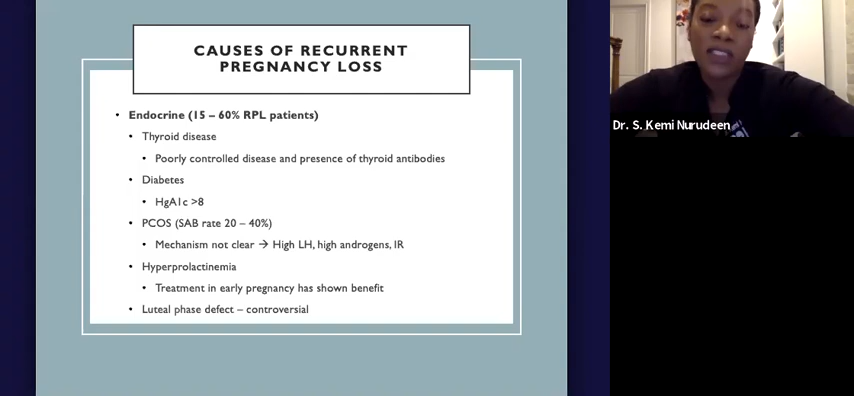 CAUSES OF RECURRENT
PREGNANCY LOSS
• Endocrine (15 – 60% RPL patients)
• Thyroid disease
• Poorly controlled disease and presence of thyroid antibodies
• Diabetes
• HgA1c >8
• PCOS (SAB rate 20 – 40%)
• Mechanism not clear → High LH, high androgens, IR
• Hyperprolactinemia
• Treatment in early pregnancy has shown benefit
• Luteal phase defect – controversial
Dr. S. Kemi Nurudeen